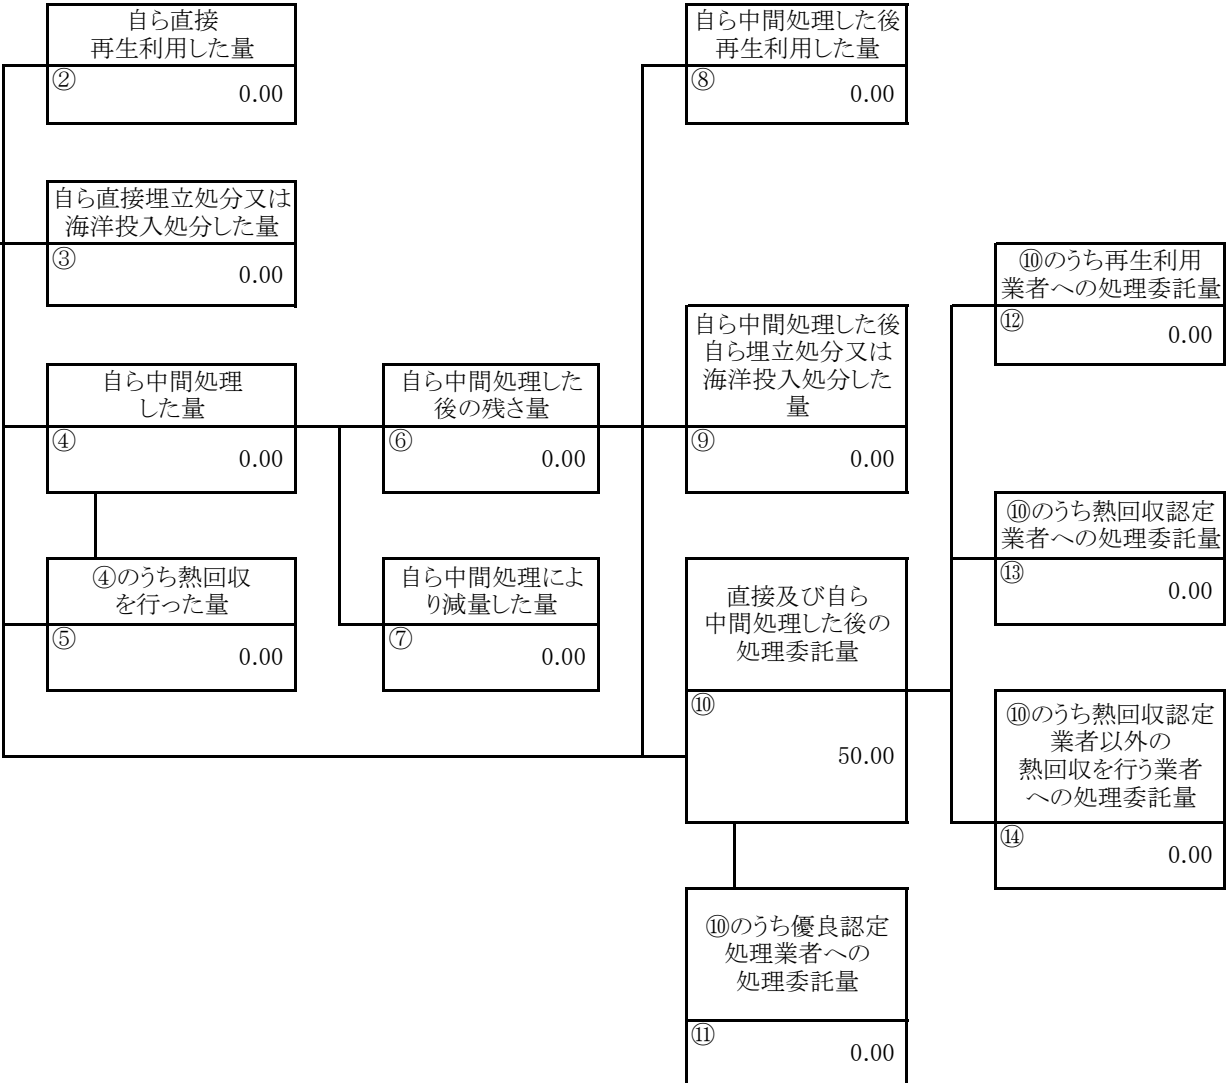 自ら直接
再生利用した量
②
0.00
自ら中間処理した後
再生利用した量
⑧
0.00
自ら直接埋立処分又は
海洋投入処分した量
③
0.00
⑩のうち再生利用
業者への処理委託量
⑫
0.00
自ら中間処理した後
自ら埋立処分又は
海洋投入処分した
量
⑨
0.00
自ら中間処理
した量
④
0.00
自ら中間処理した
後の残さ量
⑥
0.00
⑩のうち熱回収認定
業者への処理委託量
⑬
0.00
④のうち熱回収
を行った量
⑤
0.00
自ら中間処理によ
り減量した量
⑦
0.00
直接及び自ら
中間処理した後の
処理委託量
⑩
50.00
⑩のうち熱回収認定
業者以外の
熱回収を行う業者
への処理委託量
⑭
0.00
⑩のうち優良認定
処理業者への
処理委託量
⑪
0.00